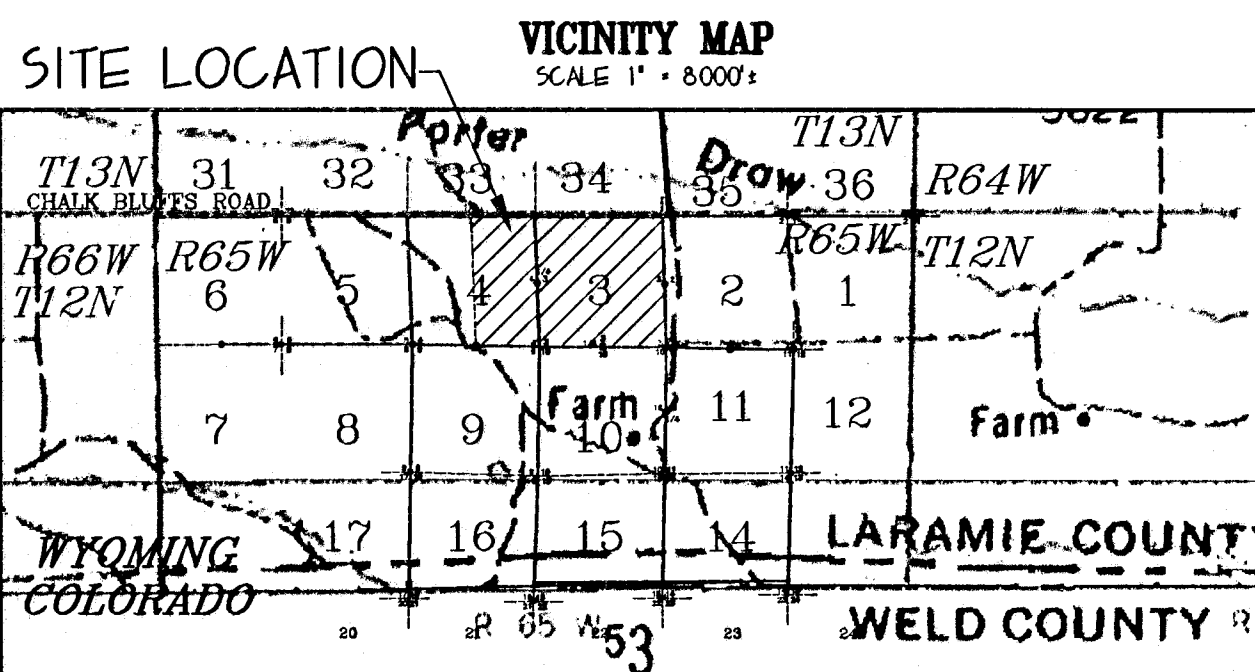 VICINITY MAP
SITE LOCATION
SCALE 1" = 8000'±
Porter
T13N
T13N 31 32 33 34 Draw 35 36 R64W
CHALK BLUFFS ROAD
R66W R65W R65W T12N
T12N 6 5 4 3 2 1
Farm
7 8 9 10 11 12 Farm
17 16 15 14 LARAMIE COUNTY
WYOMING
COLORADO
WELD COUNTY R
20 21 R 65 W 22 23 24
53